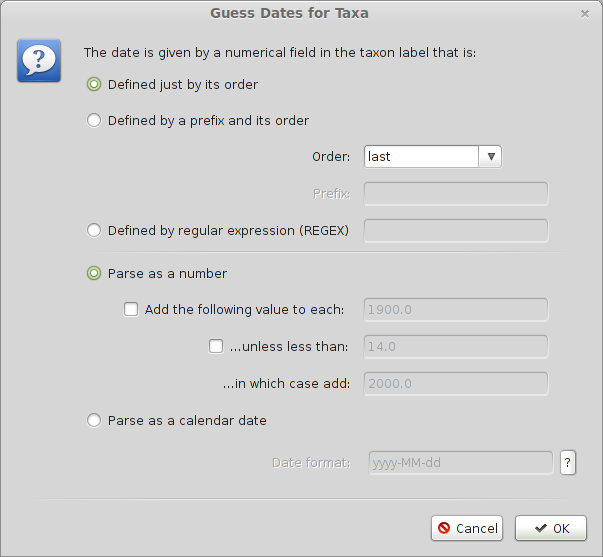 Guess Dates for Taxa ×
The date is given by a numerical field in the taxon label that is:
Defined just by its order
Defined by a prefix and its order
Order: last
Prefix:
Defined by regular expression (REGEX)
Parse as a number
Add the following value to each: 1900.0
...unless less than: 14.0
...in which case add: 2000.0
Parse as a calendar date
Date format: yyyy-MM-dd ?
Cancel OK